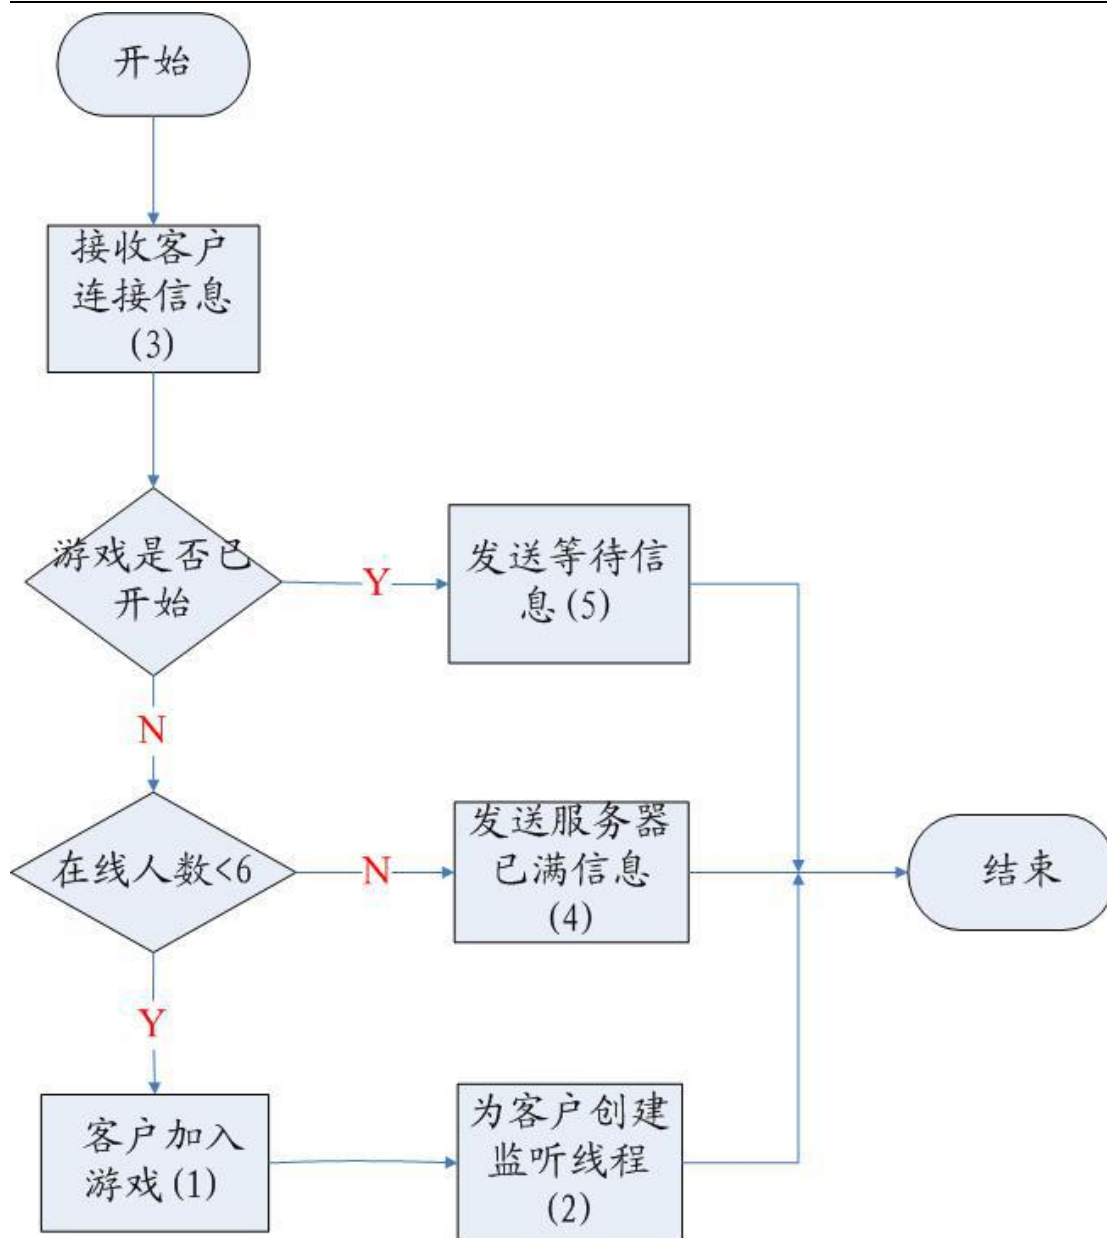 开始
接收客户
连接信息
(3)
游戏是否已
开始
Y
发送等待信
息(5)
N
在线人数<6
N
发送服务器
已满信息
(4)
结束
Y
客户加入
游戏(1)
为客户创建
监听线程
(2)